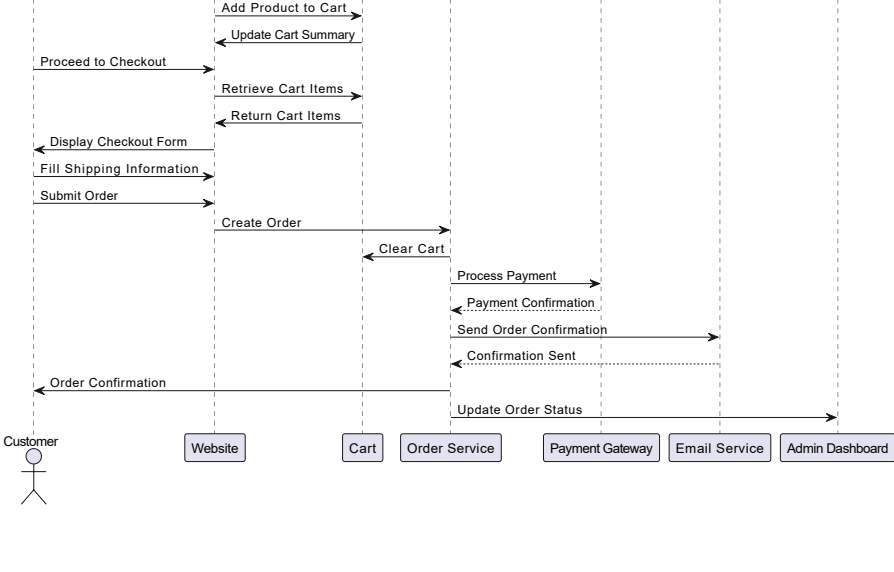 Add Product to Cart
Update Cart Summary
Proceed to Checkout
Retrieve Cart Items
Return Cart Items
Display Checkout Form
Fill Shipping Information
Submit Order
Create Order
Clear Cart
Process Payment
Payment Confirmation
Send Order Confirmation
Confirmation Sent
Order Confirmation
Update Order Status
Customer
Website
Cart
Order Service
Payment Gateway
Email Service
Admin Dashboard